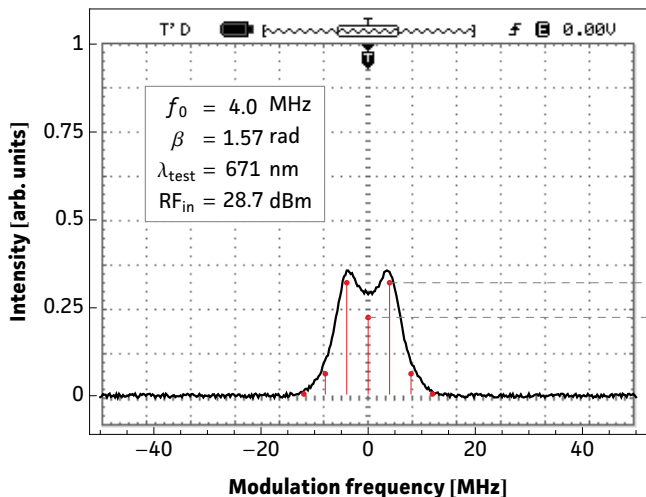 T’D T E 0.00V
T
1
0.75
0.5
0.25
0
Intensity [arb. units]
f₀ = 4.0 MHz
β = 1.57 rad
λtest = 671 nm
RFin = 28.7 dBm
−40 −20 0 20 40
Modulation frequency [MHz]